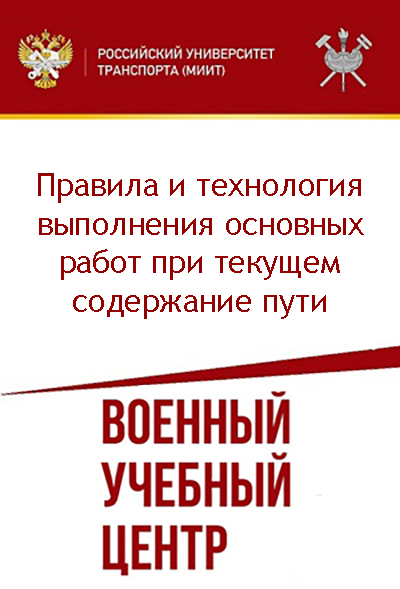 РОССИЙСКИЙ УНИВЕРСИТЕТ
ТРАНСПОРТА (МИИТ)
Правила и технология
выполнения основных
работ при текущем
содержание пути
ВОЕННЫЙ
УЧЕБНЫЙ
ЦЕНТР